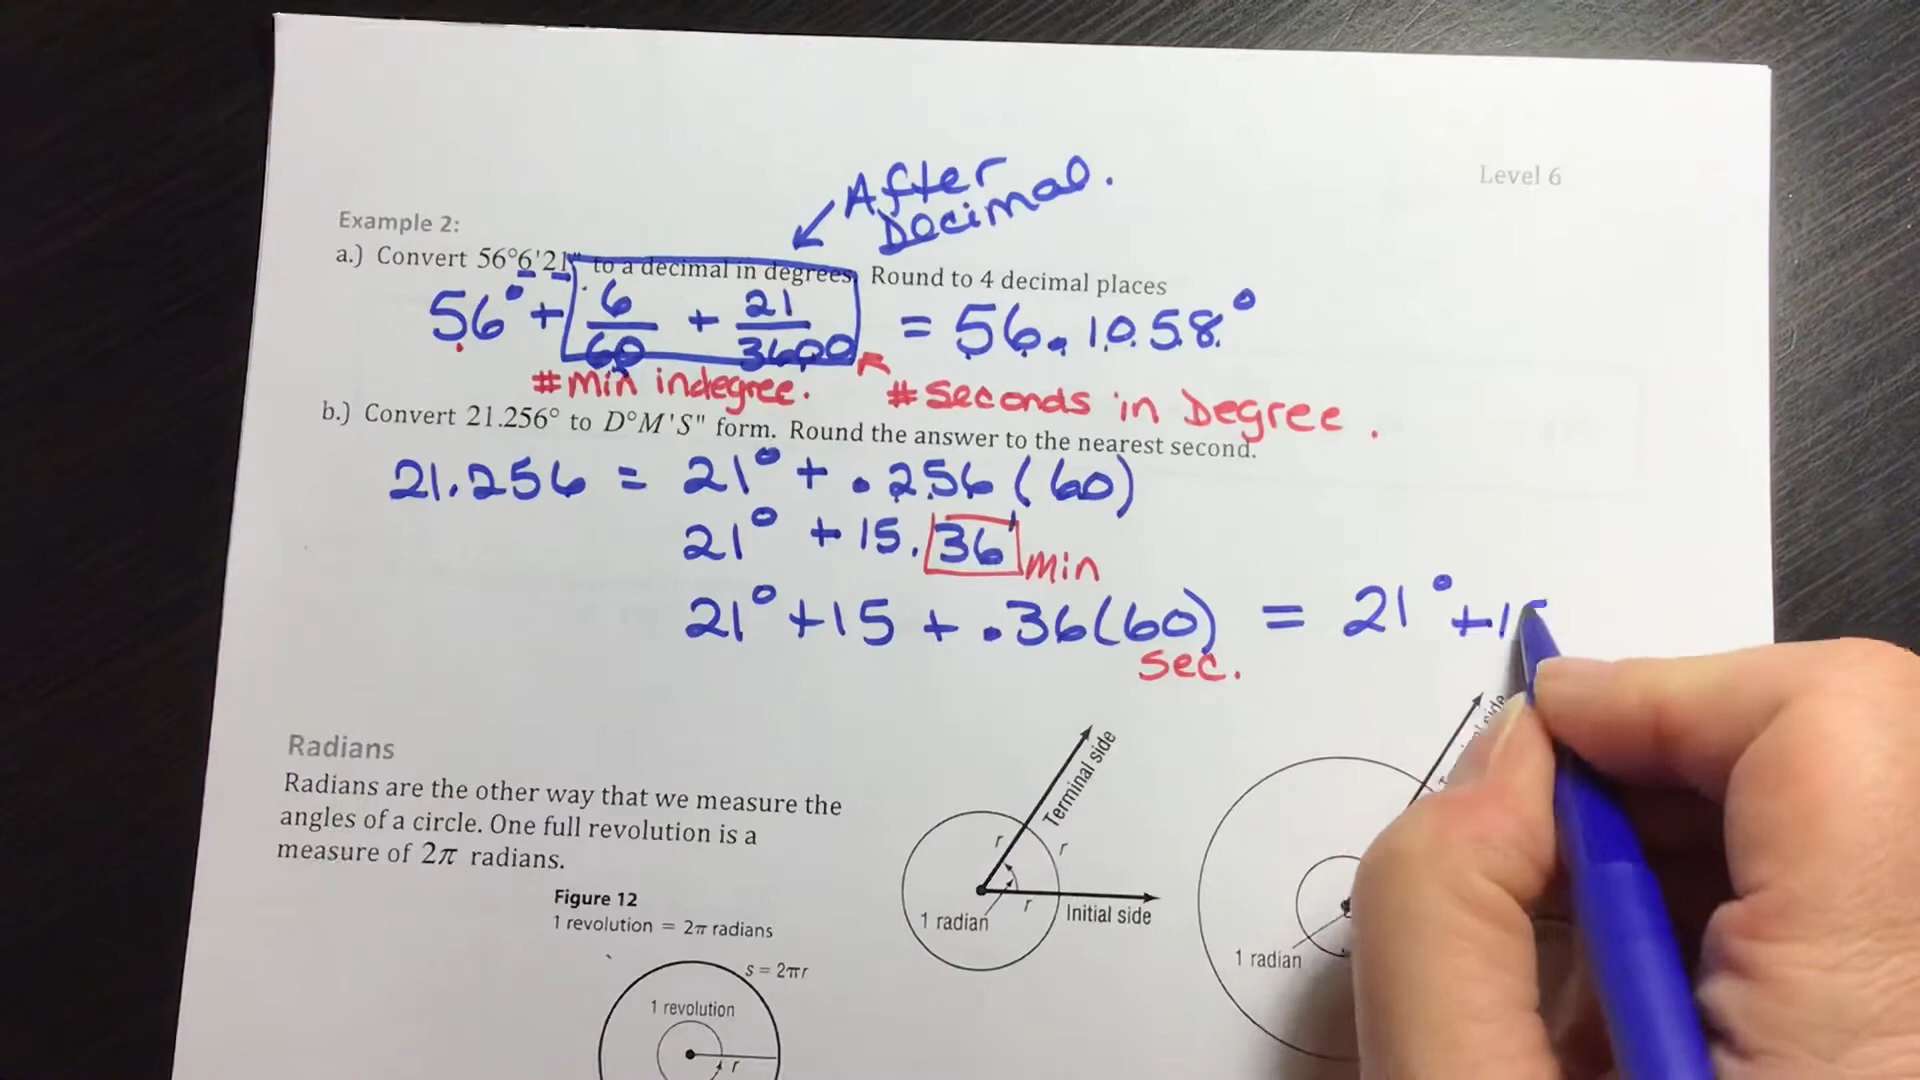 Level 6
After
Decimal.
Example 2:
a.) Convert 56°6'21" to a decimal in degrees. Round to 4 decimal places
56° + 6/60 + 21/3600 = 56.1058°
#min indegree. #seconds in Degree.
b.) Convert 21.256° to D°M'S" form. Round the answer to the nearest second.
21.256 = 21° + .256(60)
21° + 15.36' min
21° + 15 + .36(60) = 21° + 15
sec.
Radians
Radians are the other way that we measure the
angles of a circle. One full revolution is a
measure of 2π radians.
Figure 12
1 revolution = 2π radians
s = 2πr
1 revolution
r
Terminal side
r
r
r
1 radian
Initial side
side
1 radian